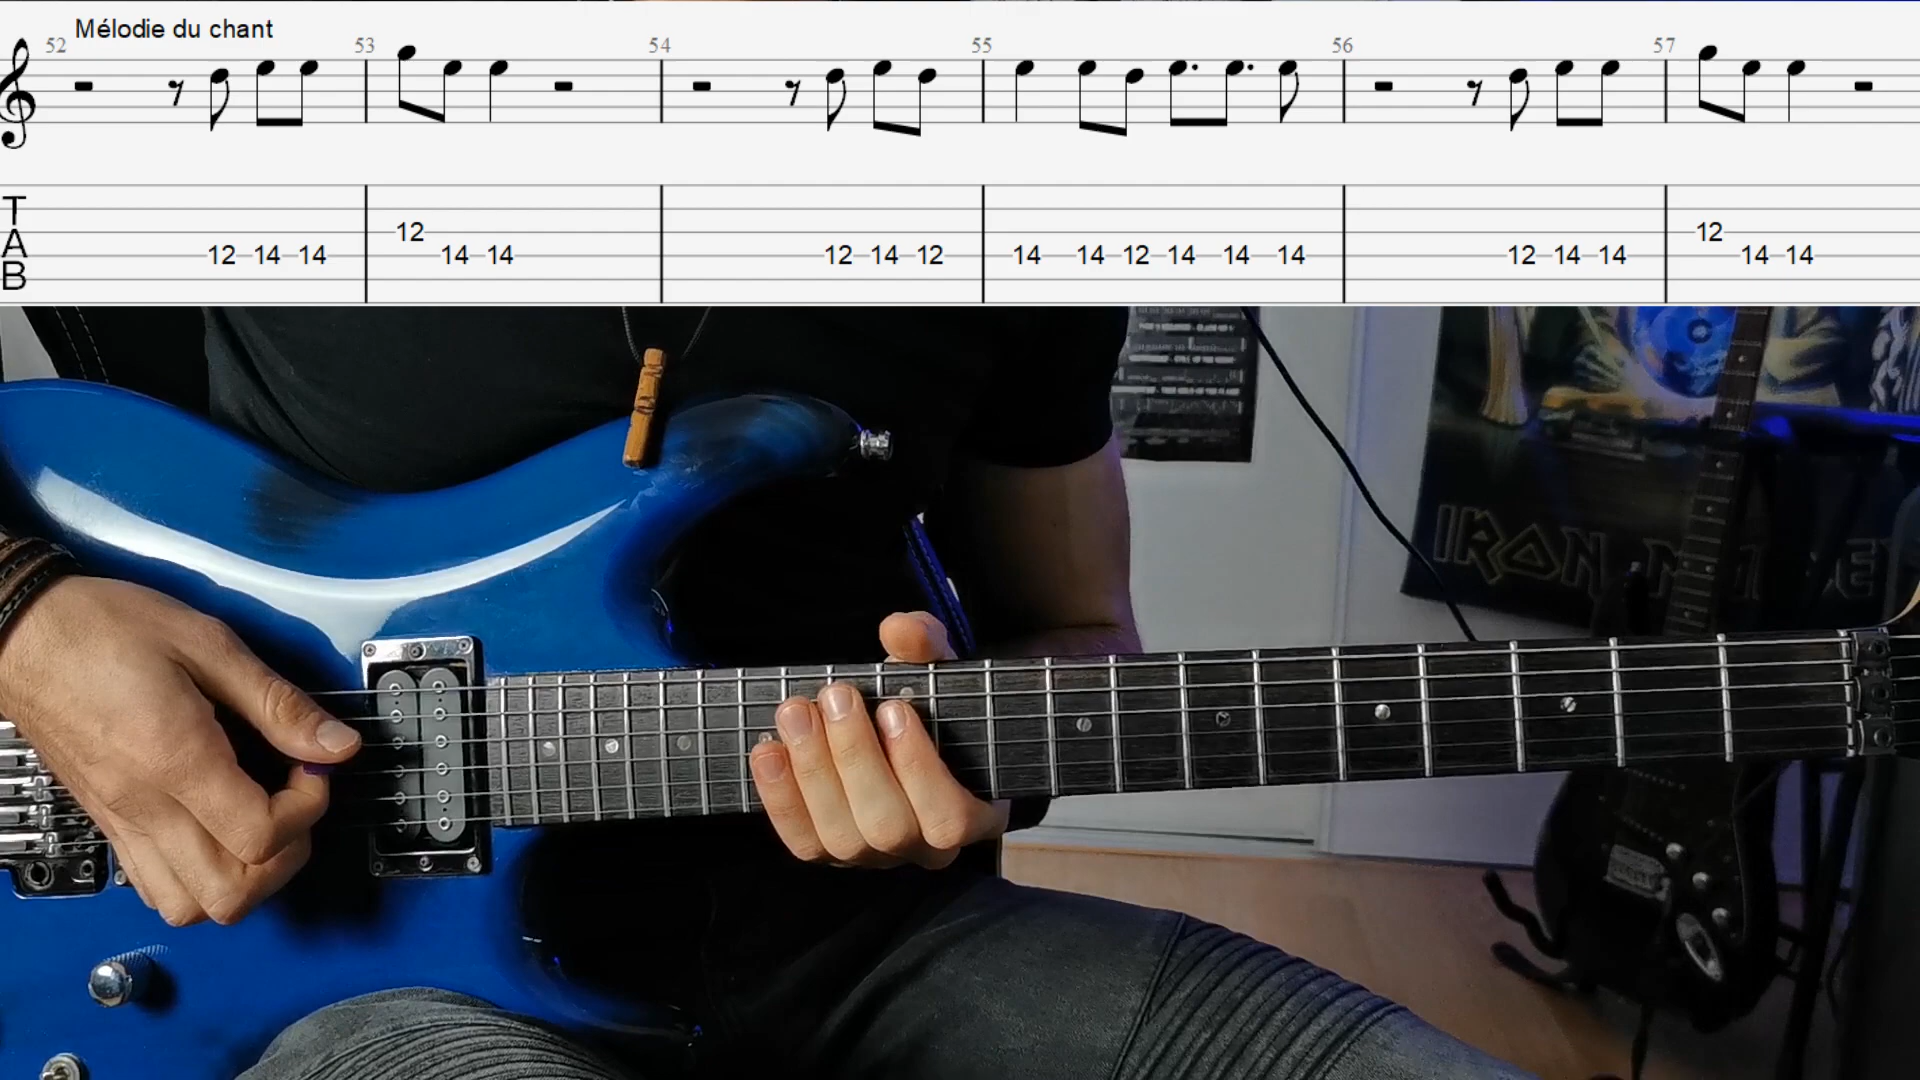 Mélodie du chant
52 53 54 55 56 57
T
A
B
12 12
12 14 14 14 14 12 14 12 14 14 12 14 14 14 12 14 14 14 14
IRON